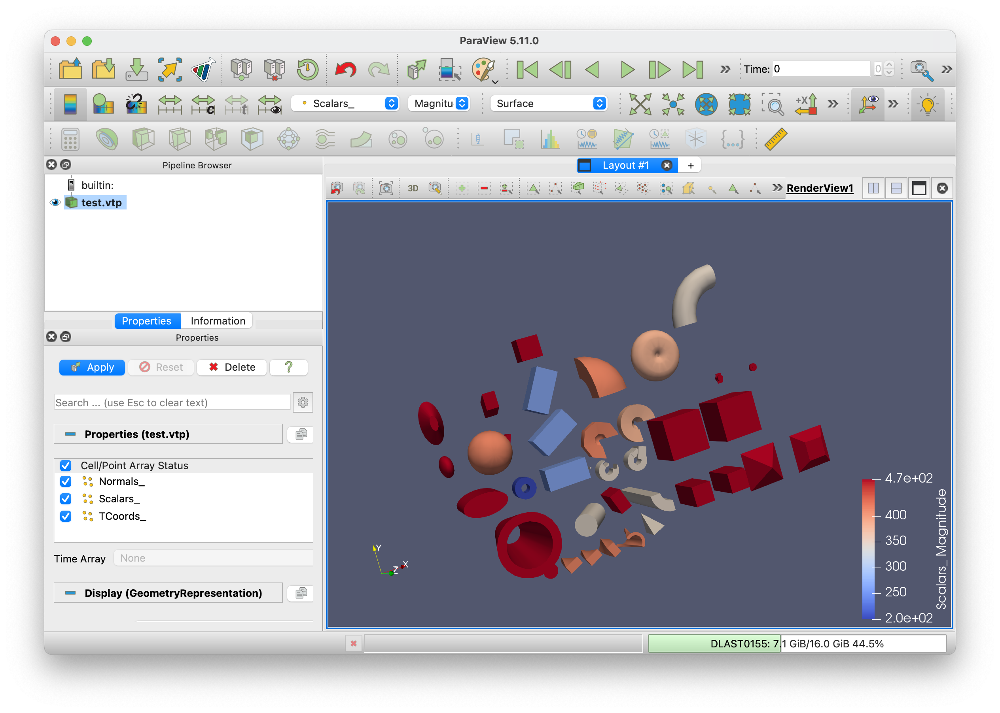 ParaView 5.11.0
Time: 0
0
c
t
Scalars_
Magnitu
Surface
+X
{...}
Pipeline Browser
Layout #1
+
builtin:
test.vtp
3D
RenderView1
Properties
Information
Properties
Apply
Reset
Delete
?
Search ... (use Esc to clear text)
Properties (test.vtp)
Cell/Point Array Status
Normals_
Scalars_
TCoords_
Time Array
None
Display (GeometryRepresentation)
Y
Z
X
4.7e+02
400
350
300
250
2.0e+02
Scalars_ Magnitude
DLAST0155: 7.1 GiB/16.0 GiB 44.5%